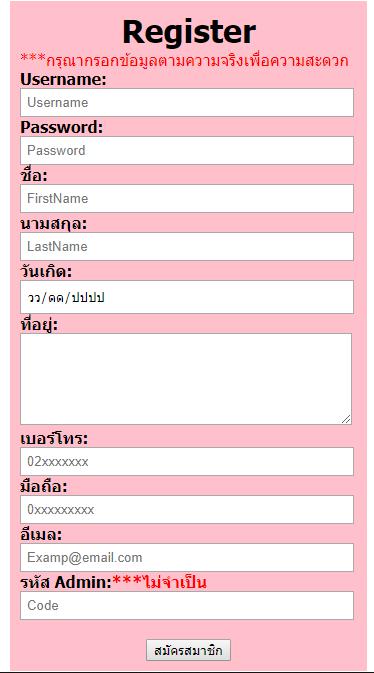 Register
***กรุณากรอกข้อมูลตามความจริงเพื่อความสะดวก
Username:
Username
Password:
Password
ชื่อ:
FirstName
นามสกุล:
LastName
วันเกิด:
วว/ดด/ปปปป
ที่อยู่:
เบอร์โทร:
02xxxxxxx
มือถือ:
0xxxxxxxxx
อีเมล:
Examp@email.com
รหัส Admin:***ไม่จำเป็น
Code
สมัครสมาชิก